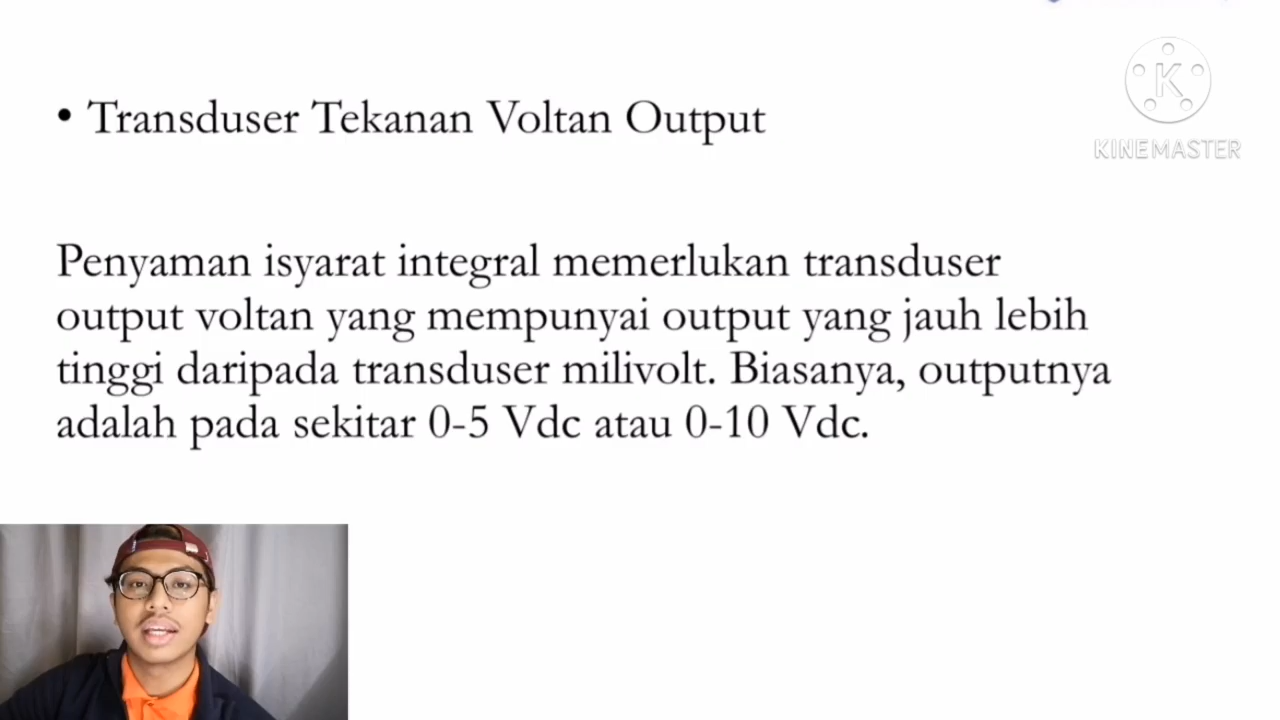 • Transduser Tekanan Voltan Output
K
KINEMASTER
Penyaman isyarat integral memerlukan transduser
output voltan yang mempunyai output yang jauh lebih
tinggi daripada transduser milivolt. Biasanya, outputnya
adalah pada sekitar 0-5 Vdc atau 0-10 Vdc.